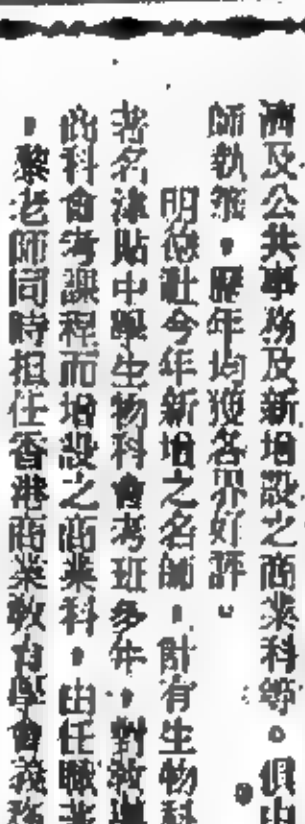 濟及公共事務及新增設之商業科等。俱由
師執教,歷年均獲各界好評。
明德社今年新增之名師,計有生物科
著名津貼中學生物科會考班多年,對教
商科會考課程而增設之商業科,由任職
,黎老師同時担任香港商業教育學會義務